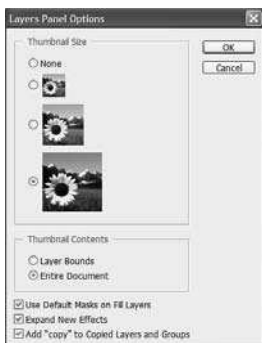 Layers Panel Options
Thumbnail Size
OK
Cancel
None
Thumbnail Contents
Layer Bounds
Entire Document
Use Default Masks on Fill Layers
Expand New Effects
Add "copy" to Copied Layers and Groups